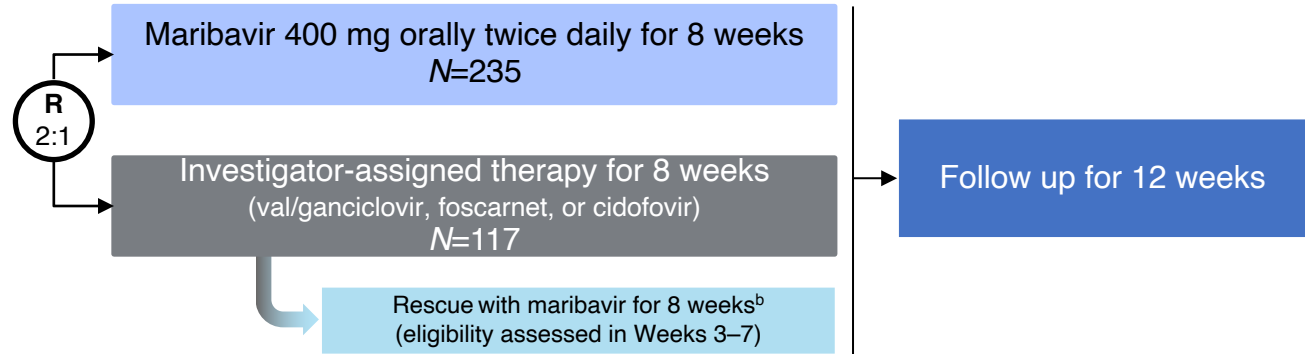 Maribavir 400 mg orally twice daily for 8 weeks
N=235
R
2:1
Investigator-assigned therapy for 8 weeks
(val/ganciclovir, foscarnet, or cidofovir)
N=117
Rescue with maribavir for 8 weeksᵇ
(eligibility assessed in Weeks 3–7)
Follow up for 12 weeks